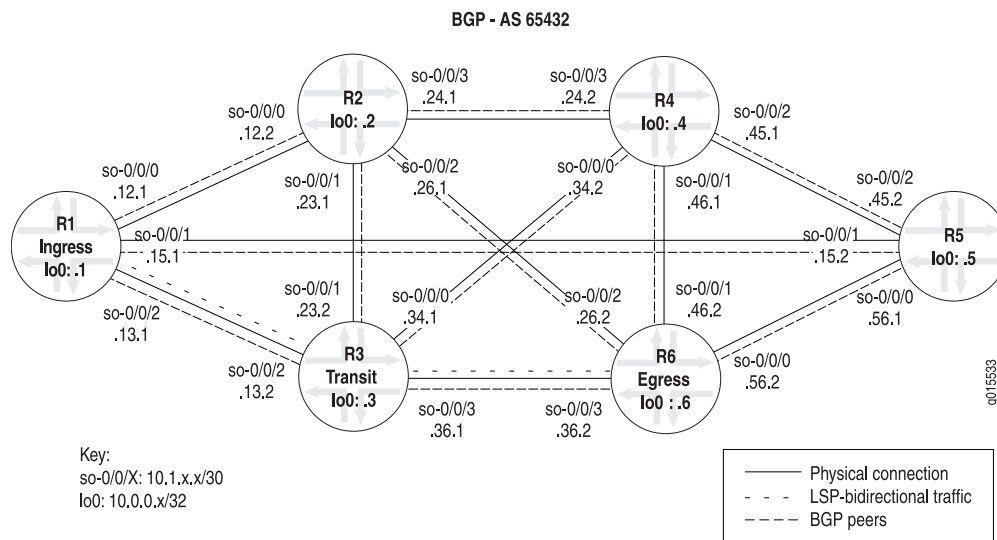 BGP - AS 65432
so-0/0/3
.24.1
so-0/0/3
.24.2
R2
lo0: .2
R4
lo0: .4
so-0/0/0
.12.2
so-0/0/2
.45.1
so-0/0/0
.12.1
so-0/0/2
.26.1
so-0/0/0
.34.2
so-0/0/1
.23.1
so-0/0/1
.46.1
so-0/0/2
.45.2
R1
Ingress
lo0: .1
so-0/0/1
.15.1
so-0/0/1
.15.2
R5
lo0: .5
so-0/0/2
.13.1
so-0/0/1
.23.2
so-0/0/0
.34.1
so-0/0/2
.26.2
so-0/0/1
.46.2
so-0/0/0
.56.1
so-0/0/2
.13.2
R3
Transit
lo0: .3
R6
Egress
lo0 : .6
so-0/0/0
.56.2
so-0/0/3
.36.1
so-0/0/3
.36.2
g015533
Key:
so-0/0/X: 10.1.x.x/30
lo0: 10.0.0.x/32
Physical connection
LSP-bidirectional traffic
BGP peers